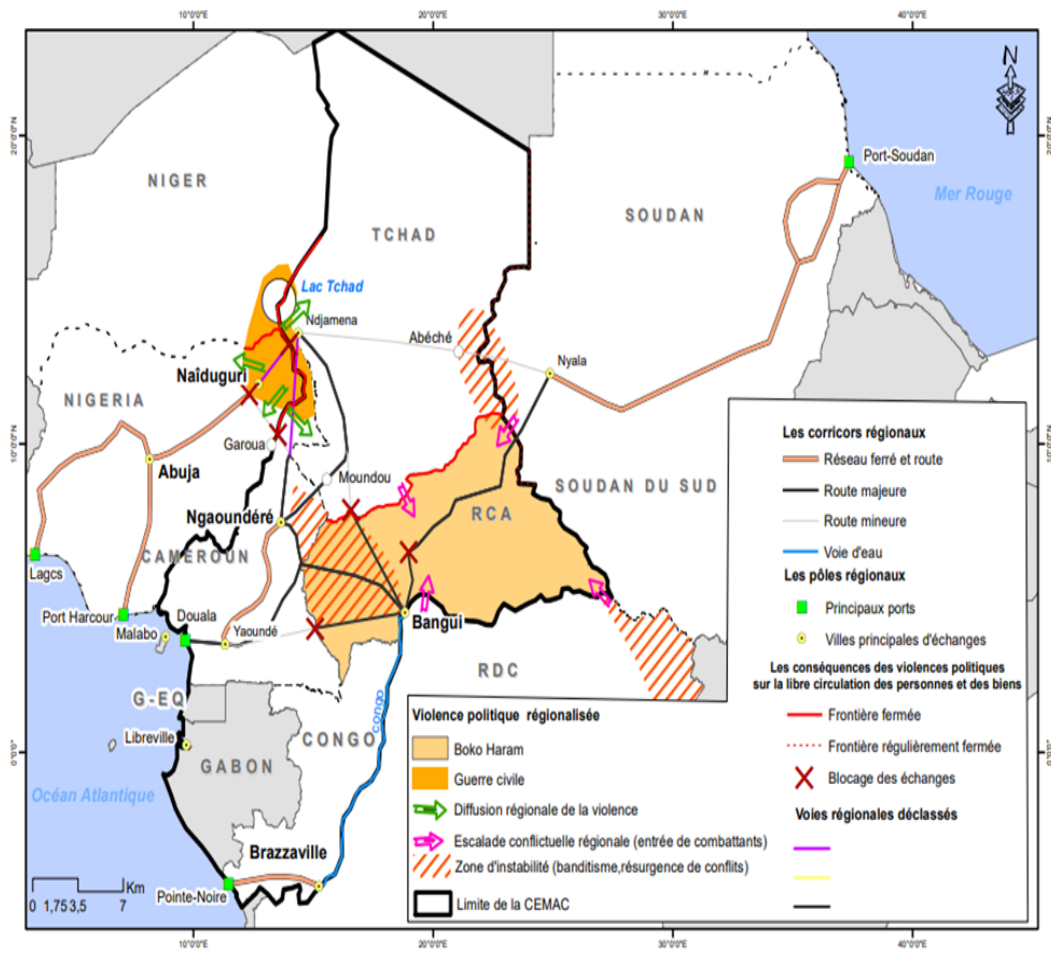 10°0'0"E 20°0'0"E 30°0'0"E 40°0'0"E
N
20°0'0"N
10°0'0"N
0°0'0"
NIGER
TCHAD
SOUDAN
Port-Soudan
Mer Rouge
Lac Tchad
Ndjamena
Abéché
Nyala
Naîduguri
NIGERIA
Garoua
Abuja
Moundou
SOUDAN DU SUD
RCA
Ngaoundéré
CAMEROUN
Lagcs
Port Harcour
Douala
Malabo
Yaoundé
Bangui
RDC
G-EQ
CONGO
congo
Libreville
GABON
Océan Atlantique
Brazzaville
Pointe-Noire
Km
0 1,75 3,5 7
Les corricors régionaux
Réseau ferré et route
Route majeure
Route mineure
Voie d'eau
Les pôles régionaux
Principaux ports
Villes principales d'échanges
Les conséquences des violences politiques
sur la libre circulation des personnes et des biens
Frontière fermée
Frontière régulièrement fermée
Blocage des échanges
Voies régionales déclassés
Violence politique régionalisée
Boko Haram
Guerre civile
Diffusion régionale de la violence
Escalade conflictuelle régionale (entrée de combattants)
Zone d'instabilité (banditisme,résurgence de conflits)
Limite de la CEMAC
10°0'0"E 20°0'0"E 30°0'0"E 40°0'0"E